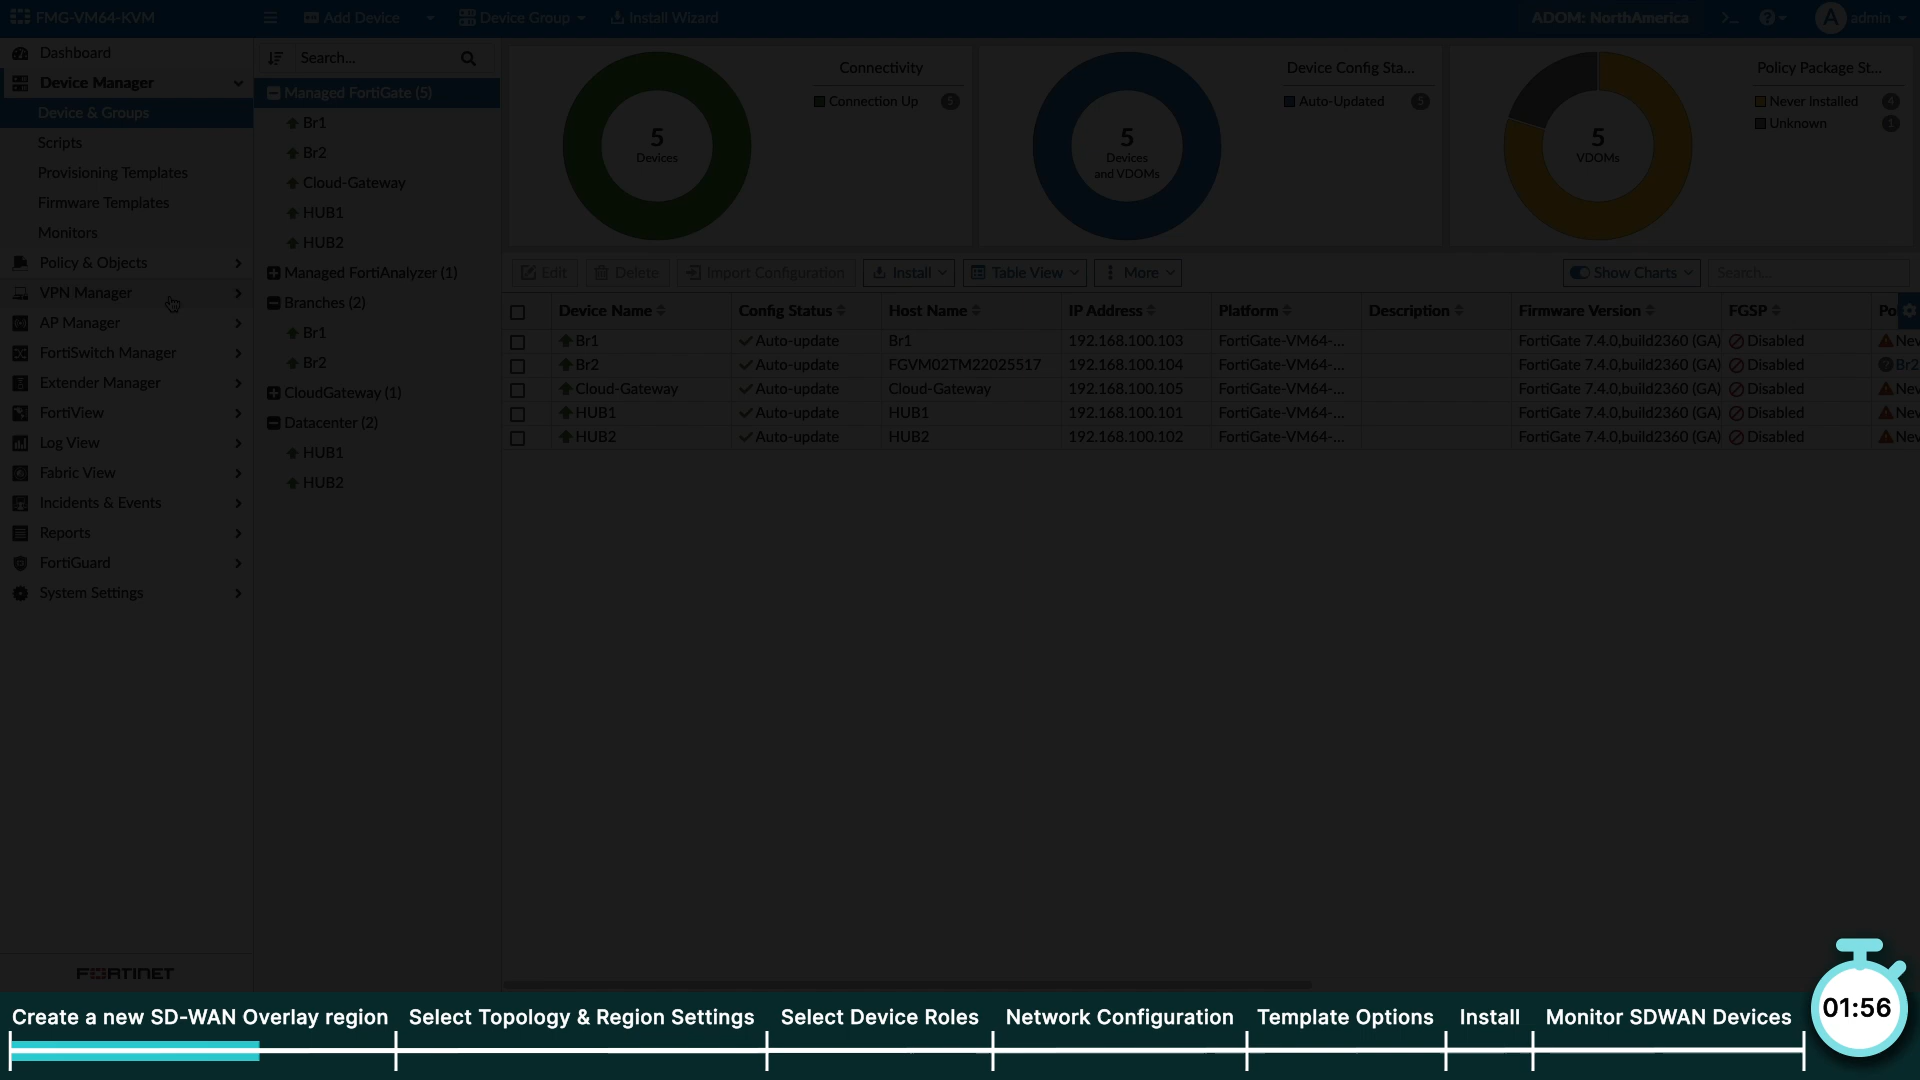 FMG-VM64-KVM
Add Device
Device Group
Install Wizard
ADOM: NorthAmerica
A
admin
Dashboard
Device Manager
Device & Groups
Scripts
Provisioning Templates
Firmware Templates
Monitors
Policy & Objects
VPN Manager
AP Manager
FortiSwitch Manager
Extender Manager
FortiView
Log View
Fabric View
Incidents & Events
Reports
FortiGuard
System Settings
FORTINET
Search...
Managed FortiGate (5)
Br1
Br2
Cloud-Gateway
HUB1
HUB2
Managed FortiAnalyzer (1)
Branches (2)
Br1
Br2
CloudGateway (1)
Datacenter (2)
HUB1
HUB2
5
Devices
Connectivity
Connection Up 5
5
Devices
and VDOMs
Device Config Sta...
Auto-Updated 5
5
VDOMs
Policy Package St...
Never Installed 4
Unknown 1
Edit Delete Import Configuration Install Table View More Show Charts Search...
Device Name Config Status Host Name IP Address Platform Description Firmware Version FGSP Po
Br1 Auto-update Br1 192.168.100.103 FortiGate-VM64-... FortiGate 7.4.0,build2360 (GA) Disabled Nev
Br2 Auto-update FGVM02TM22025517 192.168.100.104 FortiGate-VM64-... FortiGate 7.4.0,build2360 (GA) Disabled Br2
Cloud-Gateway Auto-update Cloud-Gateway 192.168.100.105 FortiGate-VM64-... FortiGate 7.4.0,build2360 (GA) Disabled Nev
HUB1 Auto-update HUB1 192.168.100.101 FortiGate-VM64-... FortiGate 7.4.0,build2360 (GA) Disabled Nev
HUB2 Auto-update HUB2 192.168.100.102 FortiGate-VM64-... FortiGate 7.4.0,build2360 (GA) Disabled Nev
Create a new SD-WAN Overlay region
Select Topology & Region Settings
Select Device Roles
Network Configuration
Template Options
Install
Monitor SDWAN Devices
01:56